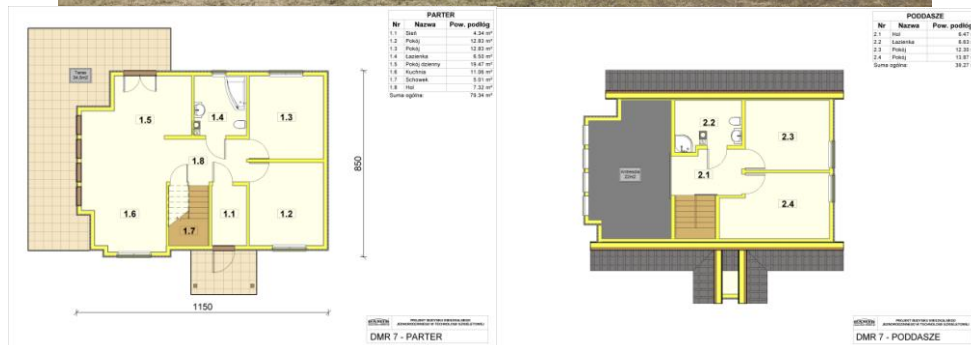 PARTER
Nr Nazwa Pow. podłóg
1.1 Sień 4.34 m²
1.2 Pokój 12.83 m²
1.3 Pokój 12.83 m²
1.4 Łazienka 6.50 m²
1.5 Pokój dzienny 19.47 m²
1.6 Kuchnia 11.06 m²
1.7 Schowek 5.01 m²
1.8 Hol 7.32 m²
Suma ogólna: 79.34 m²
Taras
1.5
1.4
1.3
1.8
1.6
1.7
1.1
1.2
850
1150
DMR 7 - PARTER
PODDASZE
Nr Nazwa Pow. podłóg
2.1 Hol 6.47
2.2 Łazienka 6.63
2.3 Pokój
2.4 Pokój 13.87
Suma ogólna:
2.2
2.3
2.1
2.4
DMR 7 - PODDASZE